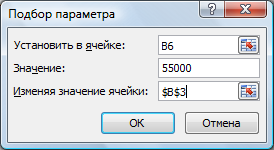 Подбор параметра
Установить в ячейке: B6
Значение: 55000
Изменяя значение ячейки: $B$3
ОК Отмена